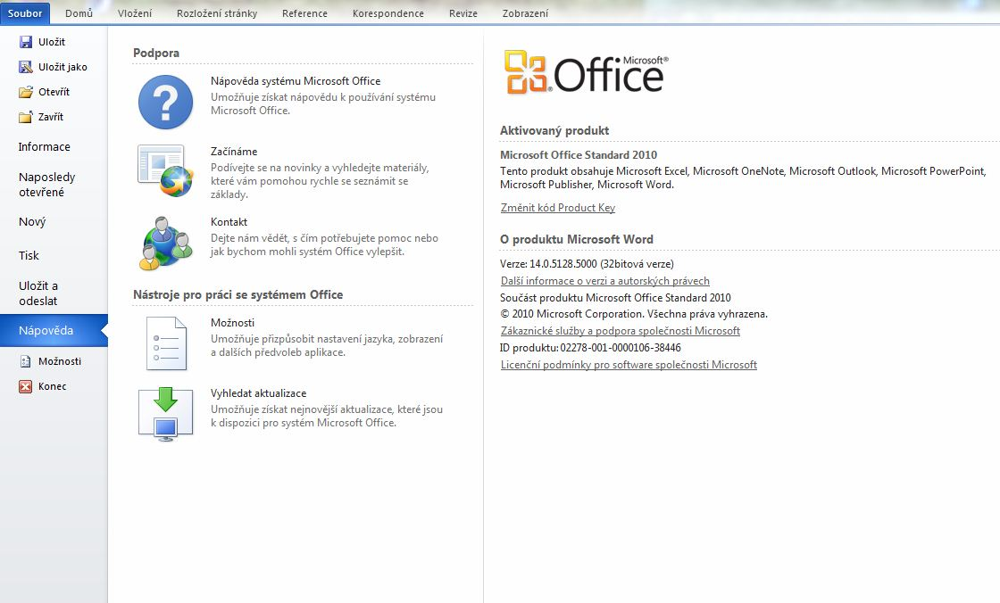 Soubor Domů Vložení Rozložení stránky Reference Korespondence Revize Zobrazení
Uložit
Uložit jako
Otevřít
Zavřít
Informace
Naposledy
otevřené
Nový
Tisk
Uložit a
odeslat
Nápověda
Možnosti
Konec
Podpora
Nápověda systému Microsoft Office
Umožňuje získat nápovědu k používání systému
Microsoft Office.
Začínáme
Podívejte se na novinky a vyhledejte materiály,
které vám pomohou rychle se seznámit se
základy.
Kontakt
Dejte nám vědět, s čím potřebujete pomoc nebo
jak bychom mohli systém Office vylepšit.
Nástroje pro práci se systémem Office
Možnosti
Umožňuje přizpůsobit nastavení jazyka, zobrazení
a dalších předvoleb aplikace.
Vyhledat aktualizace
Umožňuje získat nejnovější aktualizace, které jsou
k dispozici pro systém Microsoft Office.
Microsoft®
Office
Aktivovaný produkt
Microsoft Office Standard 2010
Tento produkt obsahuje Microsoft Excel, Microsoft OneNote, Microsoft Outlook, Microsoft PowerPoint,
Microsoft Publisher, Microsoft Word.
Změnit kód Product Key
O produktu Microsoft Word
Verze: 14.0.5128.5000 (32bitová verze)
Další informace o verzi a autorských právech
Součást produktu Microsoft Office Standard 2010
© 2010 Microsoft Corporation. Všechna práva vyhrazena.
Zákaznické služby a podpora společnosti Microsoft
ID produktu: 02278-001-0000106-38446
Licenční podmínky pro software společnosti Microsoft